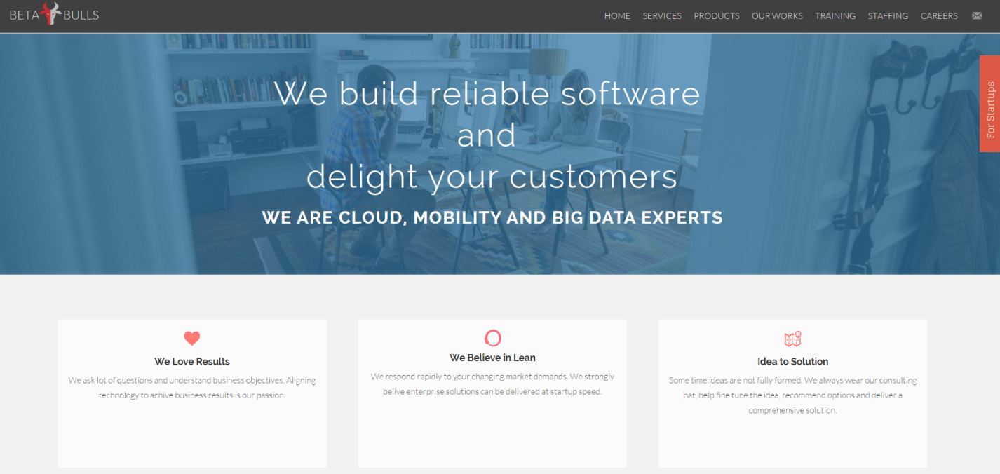 BETA BULLS HOME SERVICES PRODUCTS OUR WORKS TRAINING STAFFING CAREERS
For Startups
We build reliable software
and
delight your customers
WE ARE CLOUD, MOBILITY AND BIG DATA EXPERTS
We Love Results
We ask lot of questions and understand business objectives. Aligning
technology to achive business results is our passion.
We Believe in Lean
We respond rapidly to your changing market demands. We strongly
belive enterprise solutions can be delivered at startup speed.
Idea to Solution
Some time ideas are not fully formed. We always wear our consulting
hat, help fine tune the idea, recommend options and deliver a
comprehensive solution.